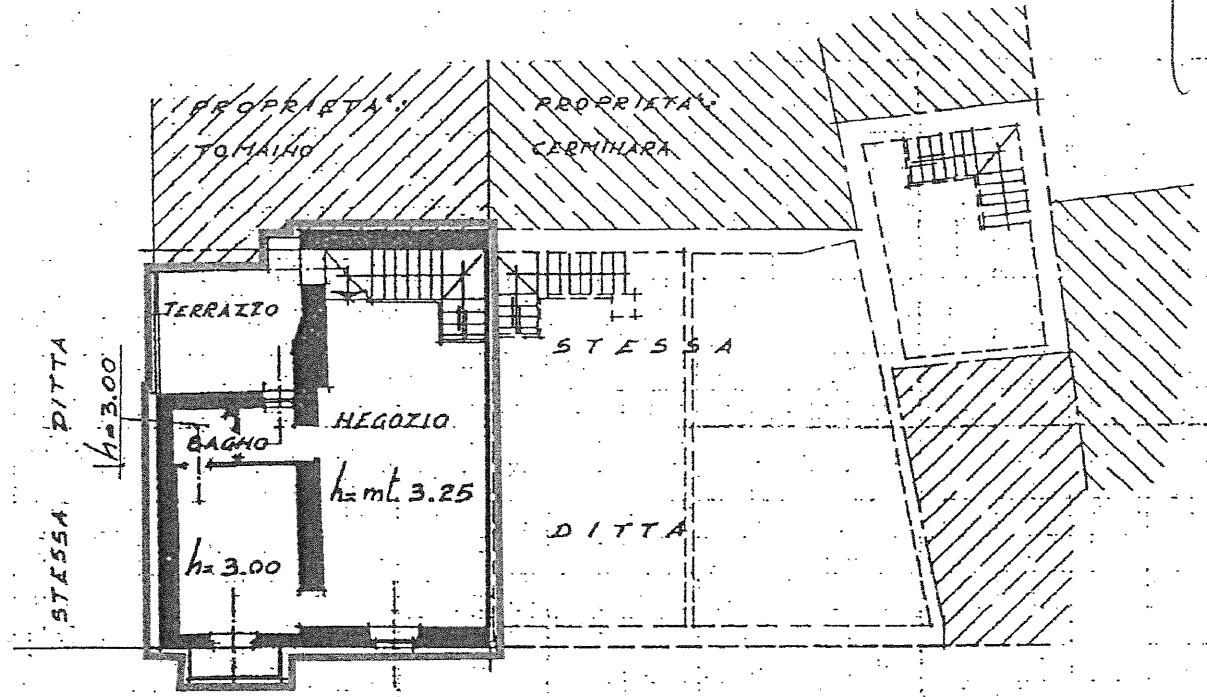 PROPRIETA':
TOMAINO
PROPRIETA':
CERMINARA
TERRAZZO
STESSA DITTA
h=3.00
BAGNO
NEGOZIO
h=mt. 3.25
h=3.00
STESSA
DITTA